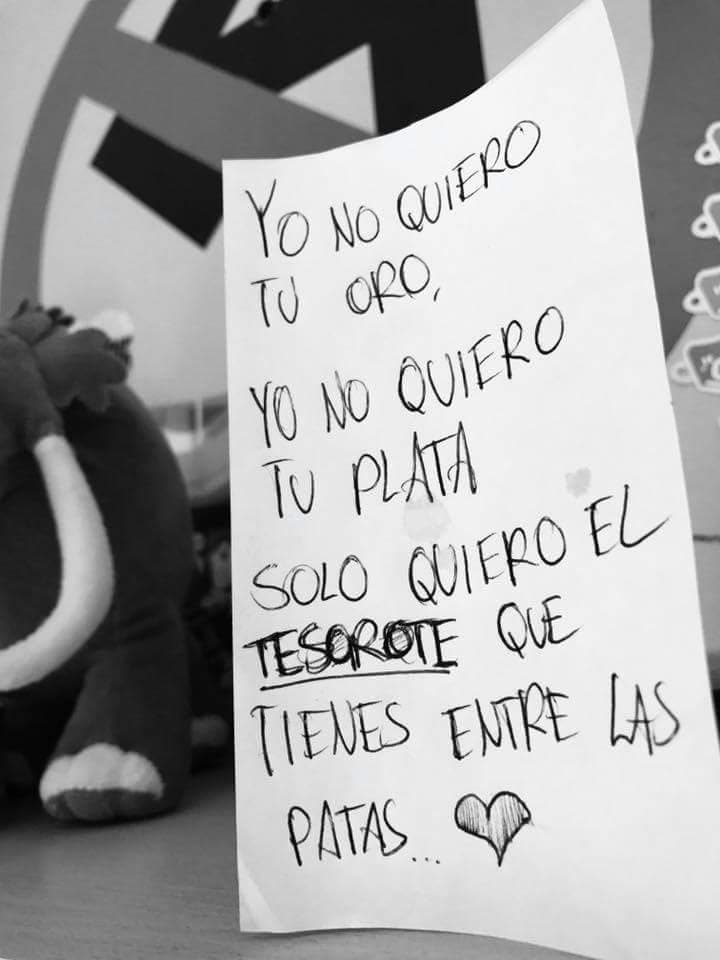 YO NO QUIERO
TU ORO,
YO NO QUIERO
TU PLATA
SOLO QUIERO EL
TESOROTE QUE
TIENES ENTRE LAS
PATAS...